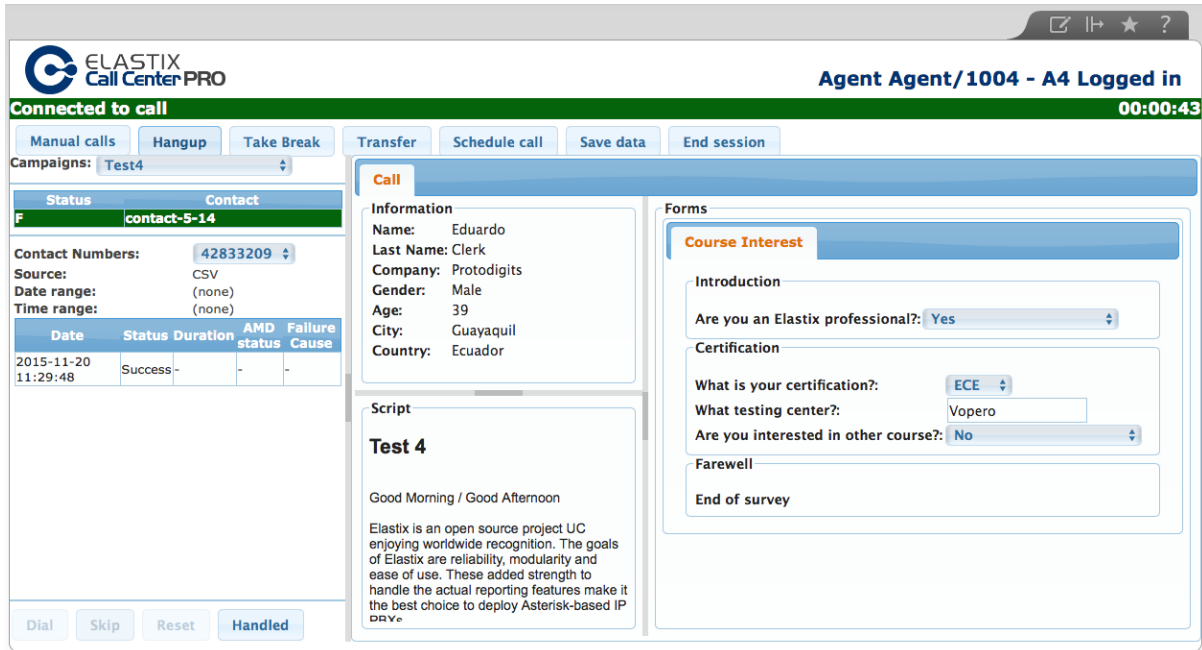 ELASTIX
Call Center PRO
Agent Agent/1004 - A4 Logged in
Connected to call 00:00:43
Manual calls Hangup Take Break Transfer Schedule call Save data End session
Campaigns: Test4
Status Contact
F contact-5-14
Contact Numbers: 42833209
Source: CSV
Date range: (none)
Time range: (none)
Date Status Duration AMD status Failure Cause
2015-11-20 11:29:48 Success - - -
Dial Skip Reset Handled
Call
Information
Name: Eduardo
Last Name: Clerk
Company: Protodigits
Gender: Male
Age: 39
City: Guayaquil
Country: Ecuador
Script
Test 4
Good Morning / Good Afternoon
Elastix is an open source project UC
enjoying worldwide recognition. The goals
of Elastix are reliability, modularity and
ease of use. These added strength to
handle the actual reporting features make it
the best choice to deploy Asterisk-based IP
PBXs
Forms
Course Interest
Introduction
Are you an Elastix professional?: Yes
Certification
What is your certification?: ECE
What testing center?: Vopero
Are you interested in other course?: No
Farewell
End of survey